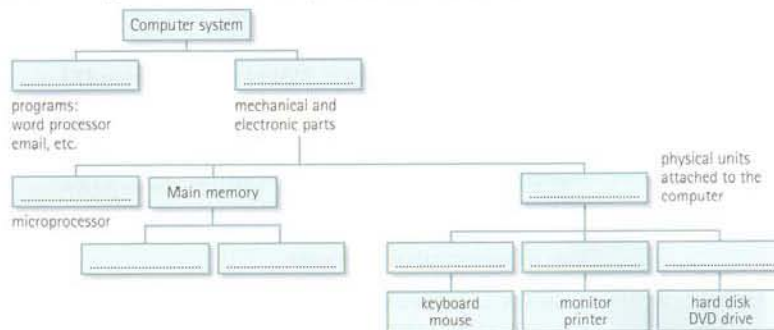 Computer system
programs:
word processor
email, etc.
mechanical and
electronic parts
physical units
attached to the
computer
Main memory
microprocessor
keyboard
mouse
monitor
printer
hard disk
DVD drive